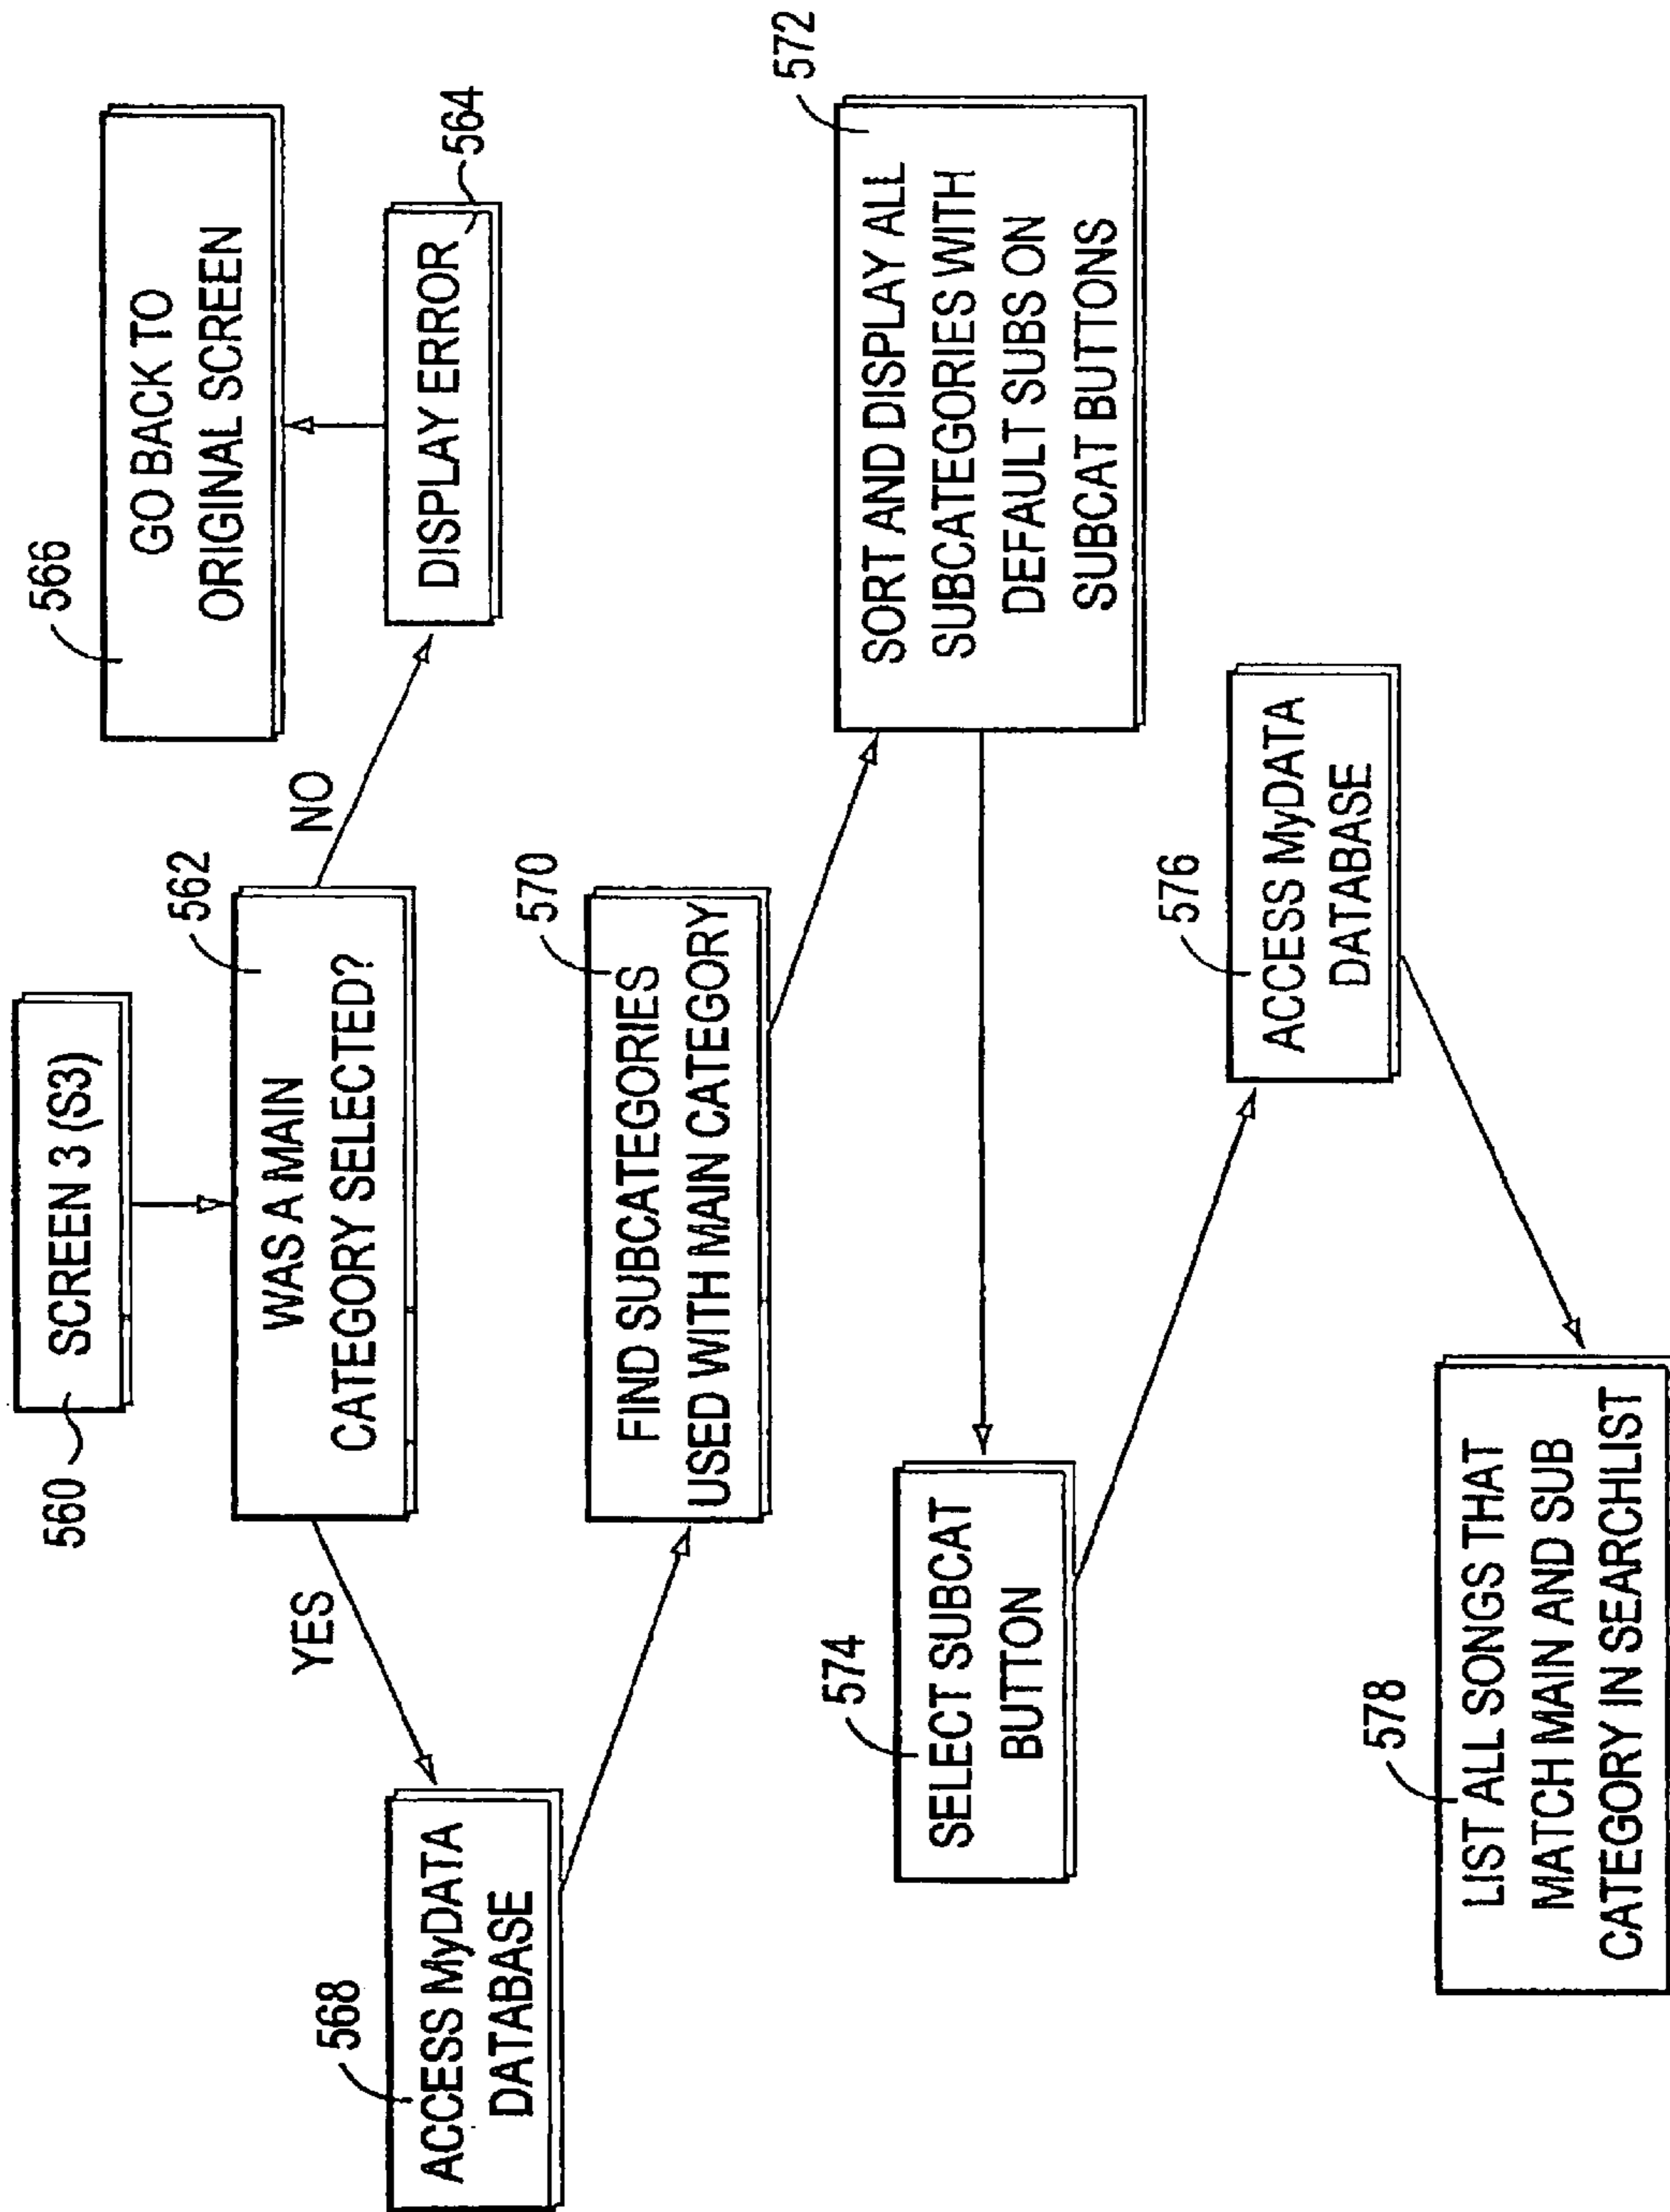 560
SCREEN 3 (S3)
562
WAS A MAIN
CATEGORY SELECTED?
NO
DISPLAY ERROR
564
566
GO BACK TO
ORIGINAL SCREEN
YES
568
ACCESS MyDATA
DATABASE
570
FIND SUBCATEGORIES
USED WITH MAIN CATEGORY
572
SORT AND DISPLAY ALL
SUBCATEGORIES WITH
DEFAULT SUBS ON
SUBCAT BUTTONS
574
SELECT SUBCAT
BUTTON
576
ACCESS MyDATA
DATABASE
578
LIST ALL SONGS THAT
MATCH MAIN AND SUB
CATEGORY IN SEARCHLIST